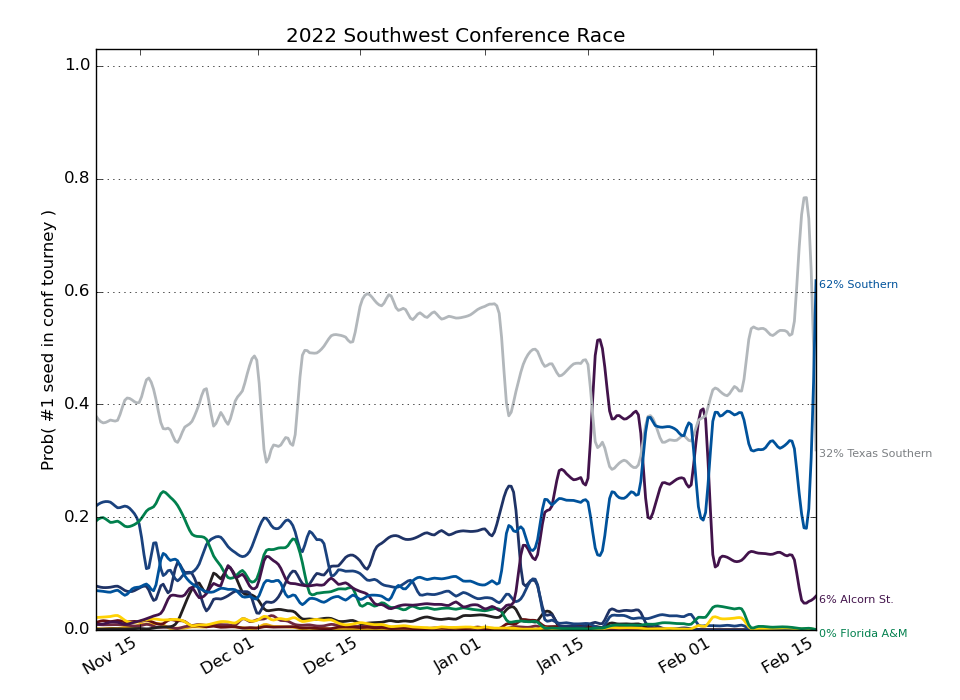 2022 Southwest Conference Race
Prob( #1 seed in conf tourney )
1.0
0.8
0.6
0.4
0.2
0.0
62% Southern
32% Texas Southern
6% Alcorn St.
0% Florida A&M
Nov 15
Dec 01
Dec 15
Jan 01
Jan 15
Feb 01
Feb 15